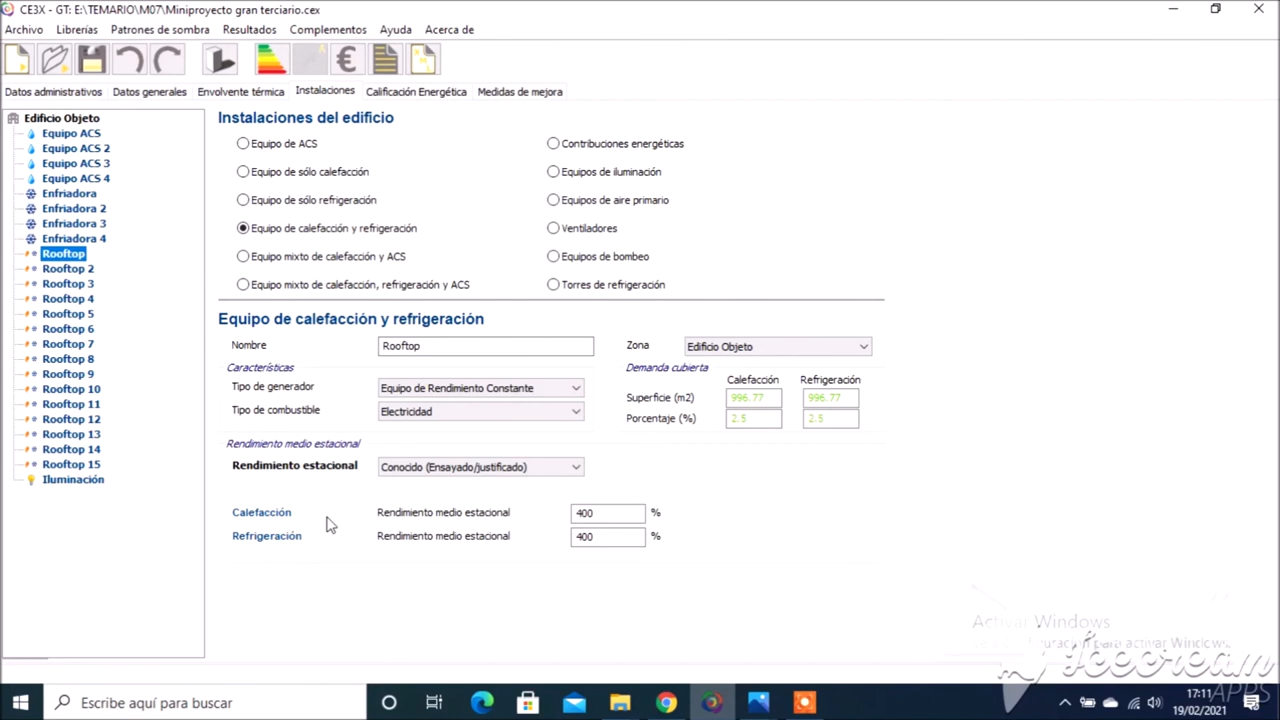 CE3X - GT: E:\TEMARIO\M07\Miniproyecto gran terciario.cex
Archivo Librerías Patrones de sombra Resultados Complementos Ayuda Acerca de
Datos administrativos Datos generales Envolvente térmica Instalaciones Calificación Energética Medidas de mejora
Edificio Objeto
Equipo ACS
Equipo ACS 2
Equipo ACS 3
Equipo ACS 4
Enfriadora
Enfriadora 2
Enfriadora 3
Enfriadora 4
Rooftop
Rooftop 2
Rooftop 3
Rooftop 4
Rooftop 5
Rooftop 6
Rooftop 7
Rooftop 8
Rooftop 9
Rooftop 10
Rooftop 11
Rooftop 12
Rooftop 13
Rooftop 14
Rooftop 15
Iluminación
Instalaciones del edificio
Equipo de ACS Contribuciones energéticas
Equipo de sólo calefacción Equipos de iluminación
Equipo de sólo refrigeración Equipos de aire primario
Equipo de calefacción y refrigeración Ventiladores
Equipo mixto de calefacción y ACS Equipos de bombeo
Equipo mixto de calefacción, refrigeración y ACS Torres de refrigeración
Equipo de calefacción y refrigeración
Nombre Rooftop Zona Edificio Objeto
Características Demanda cubierta
Calefacción Refrigeración
Tipo de generador Equipo de Rendimiento Constante
Superficie (m2) 996.77 996.77
Tipo de combustible Electricidad
Porcentaje (%) 2.5 2.5
Rendimiento medio estacional
Rendimiento estacional Conocido (Ensayado/justificado)
Calefacción Rendimiento medio estacional 400 %
Refrigeración Rendimiento medio estacional 400 %
Activar Windows
para activar Windows.
Icecream
APPS
Escribe aquí para buscar
17:11
19/02/2021